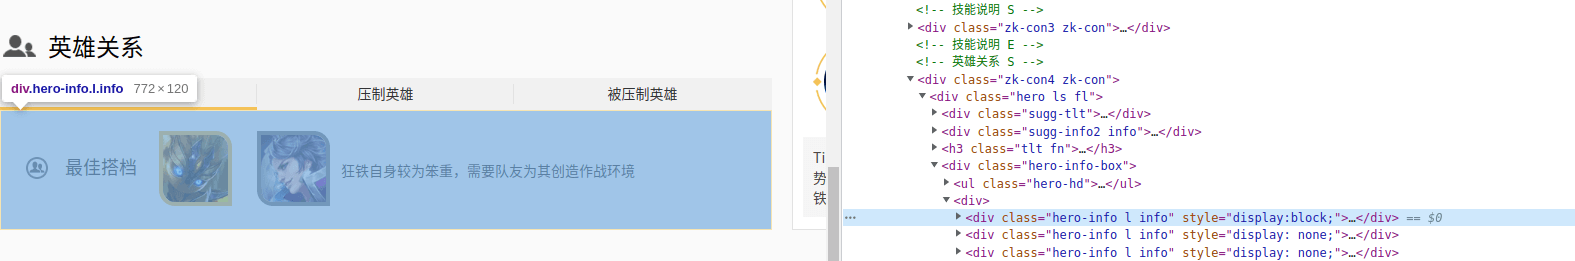 英雄关系
div.hero-info.l.info 772×120
压制英雄
被压制英雄
最佳搭档
狂铁自身较为笨重，需要队友为其创造作战环境
Ti
势
铁
<!-- 技能说明 S -->
<div class="zk-con3 zk-con">…</div>
<!-- 技能说明 E -->
<!-- 英雄关系 S -->
<div class="zk-con4 zk-con">
<div class="hero ls fl">
<div class="sugg-tlt">…</div>
<div class="sugg-info2 info">…</div>
<h3 class="tlt fn">…</h3>
<div class="hero-info-box">
<ul class="hero-hd">…</ul>
<div>
<div class="hero-info l info" style="display:block;">…</div> == $0
<div class="hero-info l info" style="display: none;">…</div>
<div class="hero-info l info" style="display: none;">…</div>